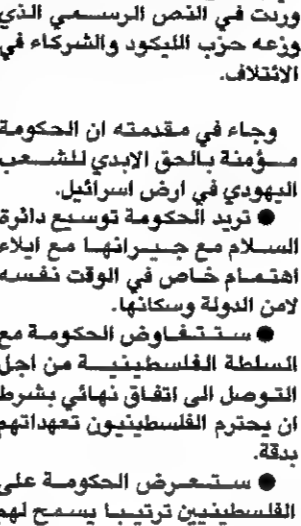 وردت في النص الرسمي الذي
وزعه حزب الليكود والشركاء في
الائتلاف.
وجاء في مقدمته ان الحكومة
مؤمنة بالحق الابدي للشعب
اليهودي في ارض اسرائيل.
● تريد الحكومة توسيع دائرة
السلام مع جيرانها مع ايلاء
اهتمام خاص في الوقت نفسه
لامن الدولة وسكانها.
● ستتفاوض الحكومة مع
السلطة الفلسطينية من اجل
التوصل الى اتفاق نهائي بشرط
ان يحترم الفلسطينيون تعهداتهم
بدقة.
● ستعرض الحكومة على
الفلسطينيين ترتيبا يسمح لهم